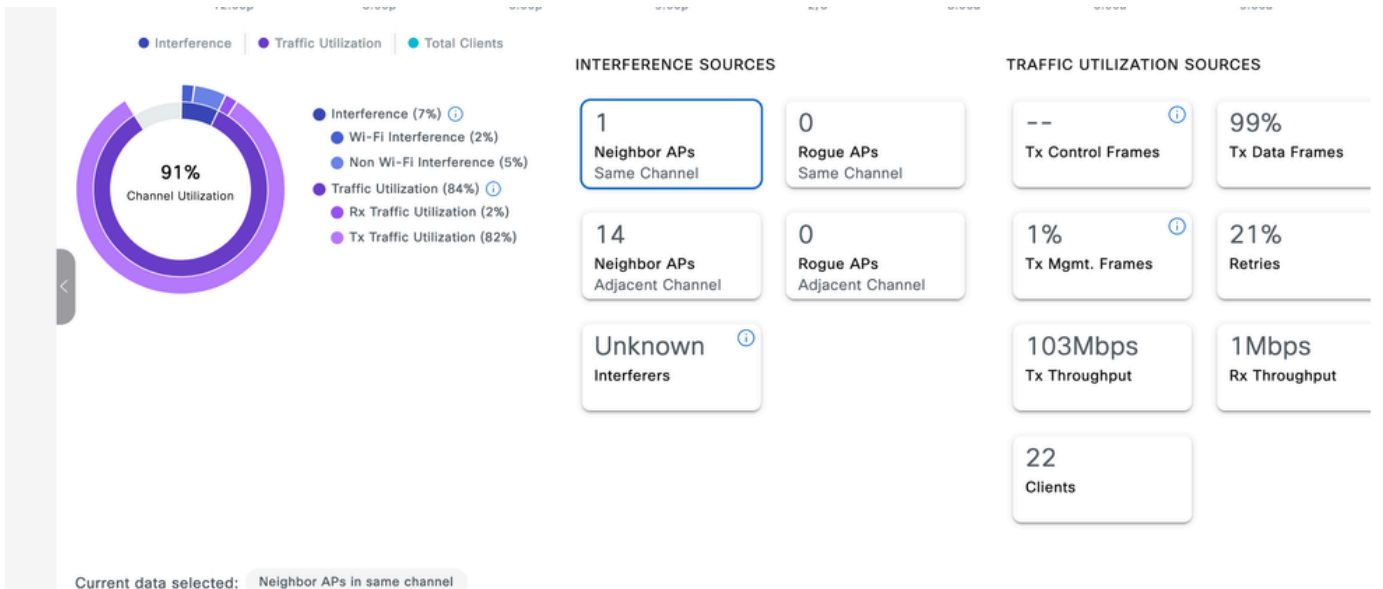 Interference
Traffic Utilization
Total Clients
91%
Channel Utilization
Interference (7%)
Wi-Fi Interference (2%)
Non Wi-Fi Interference (5%)
Traffic Utilization (84%)
Rx Traffic Utilization (2%)
Tx Traffic Utilization (82%)
INTERFERENCE SOURCES
1
Neighbor APs
Same Channel
0
Rogue APs
Same Channel
14
Neighbor APs
Adjacent Channel
0
Rogue APs
Adjacent Channel
Unknown
Interferers
TRAFFIC UTILIZATION SOURCES
--
Tx Control Frames
99%
Tx Data Frames
1%
Tx Mgmt. Frames
21%
Retries
103Mbps
Tx Throughput
1Mbps
Rx Throughput
22
Clients
Current data selected: Neighbor APs in same channel